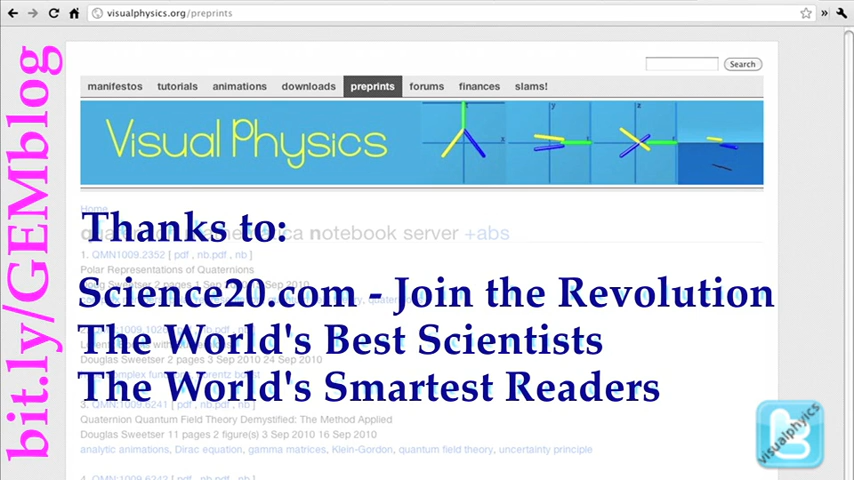 visualphysics.org/preprints
Search
manifestos tutorials animations downloads preprints forums finances slams!
Visual Physics
x y z
Home
Thanks to:
notebook server +abs
1. QMN1009.2352 [ pdf , nb.pdf , nb ]
Polar Representations of Quaternions
Science20.com - Join the Revolution
The World's Best Scientists
Douglas Sweetser 2 pages 3 Sep 2010 24 Sep 2010
The World's Smartest Readers
3. QMN:1009.6241 [ pdf , nb.pdf , nb ]
Quaternion Quantum Field Theory Demystified: The Method Applied
Douglas Sweetser 11 pages 2 figure(s) 3 Sep 2010 16 Sep 2010
analytic animations, Dirac equation, gamma matrices, Klein-Gordon, quantum field theory, uncertainty principle
bit.ly/GEMblog
visualphysics